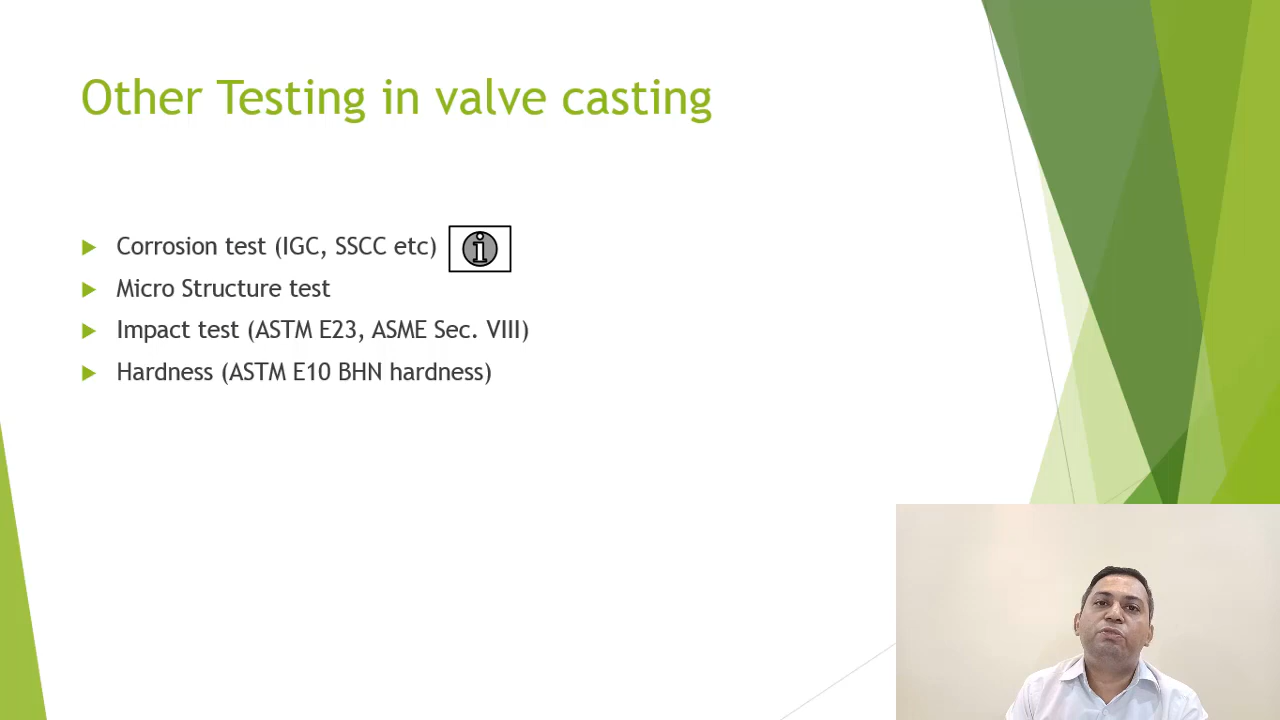 Other Testing in valve casting
Corrosion test (IGC, SSCC etc)
Micro Structure test
Impact test (ASTM E23, ASME Sec. VIII)
Hardness (ASTM E10 BHN hardness)